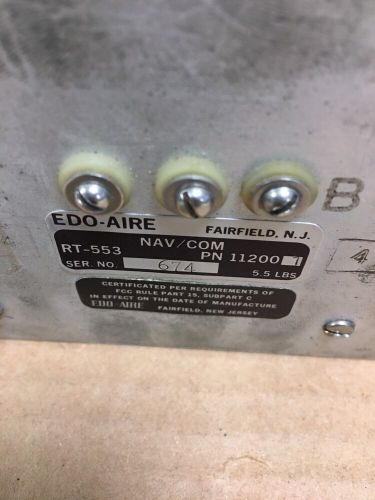 B
EDO-AIRE FAIRFIELD, N.J.
NAV/COM
RT-553 PN 11200 1
SER. NO. 674 5.5 LBS
4
CERTIFICATED PER REQUIREMENTS OF
FCC RULE PART 15, SUBPART C
IN EFFECT ON THE DATE OF MANUFACTURE
EDO-AIRE FAIRFIELD, NEW JERSEY